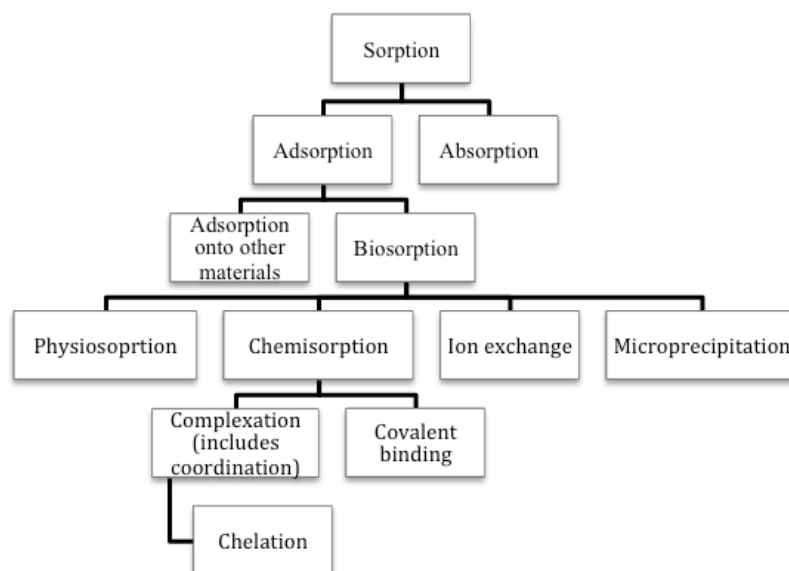 Sorption
Adsorption
Absorption
Adsorption
onto other
materials
Biosorption
Physiosoprtion
Chemisorption
Ion exchange
Microprecipitation
Complexation
(includes
coordination)
Covalent
binding
Chelation